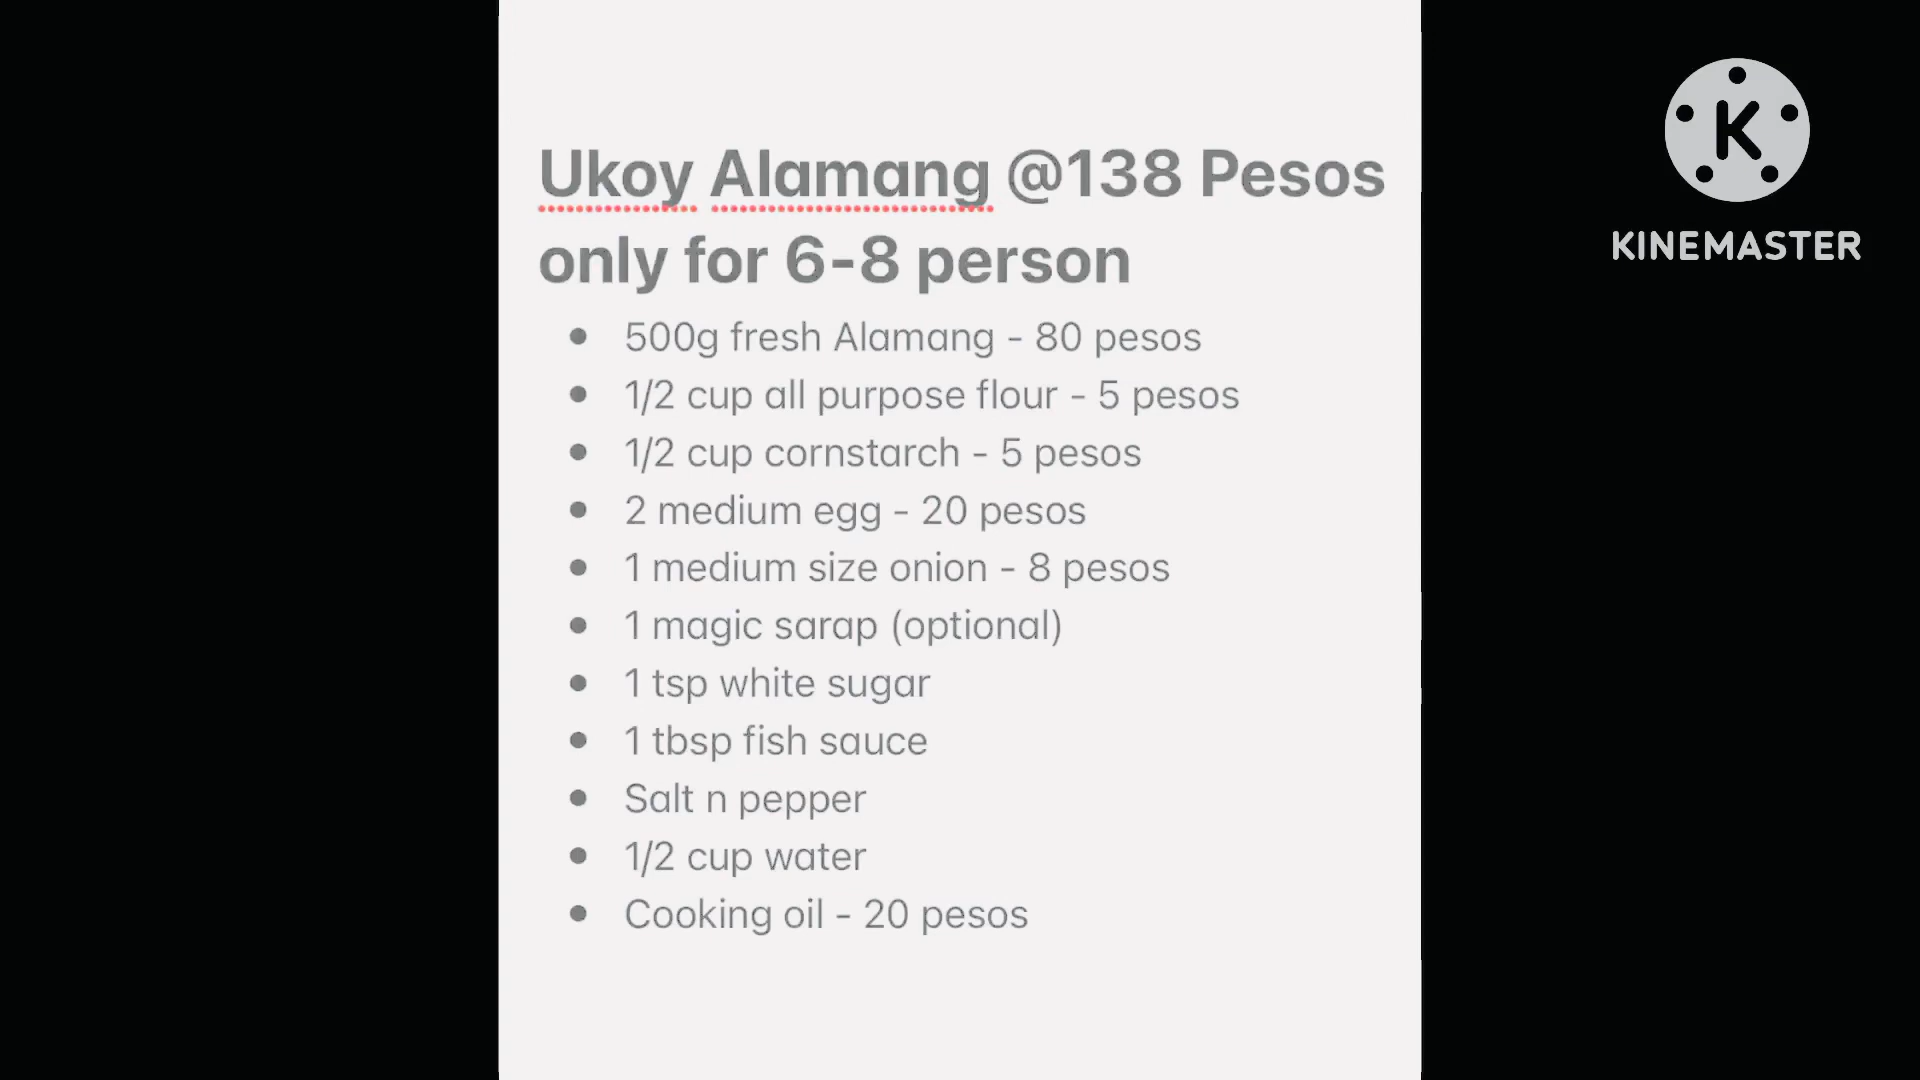 Ukoy Alamang @138 Pesos
only for 6-8 person
• 500g fresh Alamang - 80 pesos
• 1/2 cup all purpose flour - 5 pesos
• 1/2 cup cornstarch - 5 pesos
• 2 medium egg - 20 pesos
• 1 medium size onion - 8 pesos
• 1 magic sarap (optional)
• 1 tsp white sugar
• 1 tbsp fish sauce
• Salt n pepper
• 1/2 cup water
• Cooking oil - 20 pesos
K
KINEMASTER